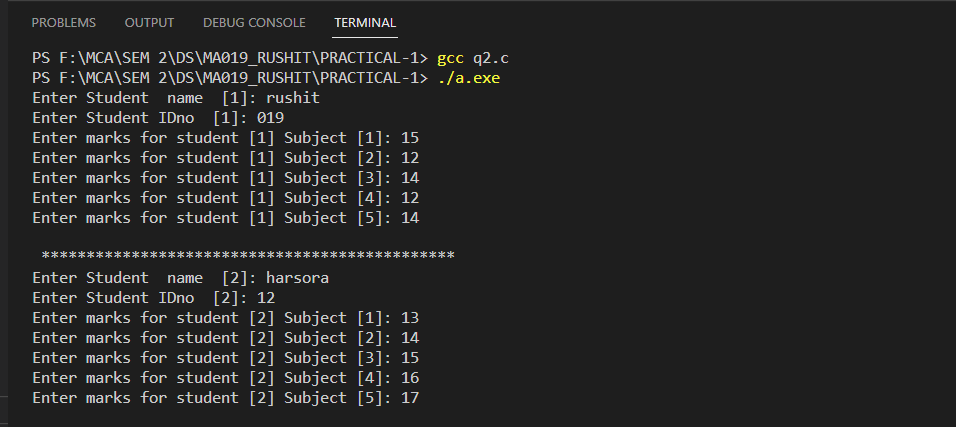 PROBLEMS OUTPUT DEBUG CONSOLE TERMINAL
PS F:\MCA\SEM 2\DS\MA019_RUSHIT\PRACTICAL-1> gcc q2.c
PS F:\MCA\SEM 2\DS\MA019_RUSHIT\PRACTICAL-1> ./a.exe
Enter Student  name  [1]: rushit
Enter Student IDno  [1]: 019
Enter marks for student [1] Subject [1]: 15
Enter marks for student [1] Subject [2]: 12
Enter marks for student [1] Subject [3]: 14
Enter marks for student [1] Subject [4]: 12
Enter marks for student [1] Subject [5]: 14
**********************************************
Enter Student  name  [2]: harsora
Enter Student IDno  [2]: 12
Enter marks for student [2] Subject [1]: 13
Enter marks for student [2] Subject [2]: 14
Enter marks for student [2] Subject [3]: 15
Enter marks for student [2] Subject [4]: 16
Enter marks for student [2] Subject [5]: 17